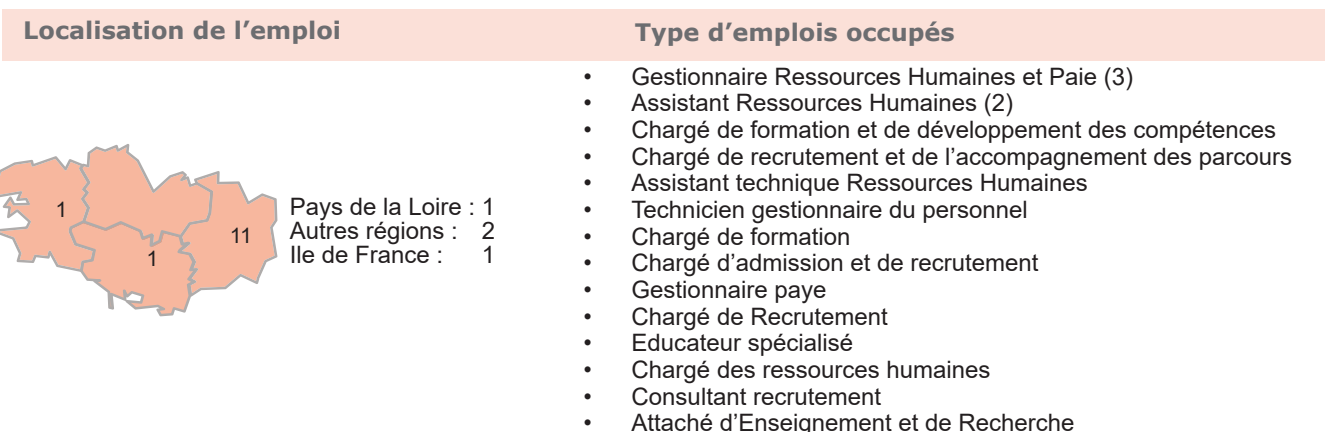 Localisation de l’emploi
Type d’emplois occupés
1
1
11
Pays de la Loire : 1
Autres régions : 2
Ile de France : 1
• Gestionnaire Ressources Humaines et Paie (3)
• Assistant Ressources Humaines (2)
• Chargé de formation et de développement des compétences
• Chargé de recrutement et de l’accompagnement des parcours
• Assistant technique Ressources Humaines
• Technicien gestionnaire du personnel
• Chargé de formation
• Chargé d’admission et de recrutement
• Gestionnaire paye
• Chargé de Recrutement
• Educateur spécialisé
• Chargé des ressources humaines
• Consultant recrutement
• Attaché d’Enseignement et de Recherche